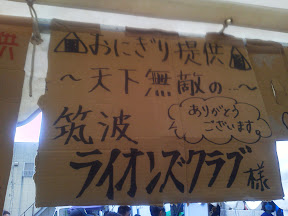 おにぎり提供
～天下無敵の…～
筑波
ありがとう
ございます。
ライオンズクラブ様
供